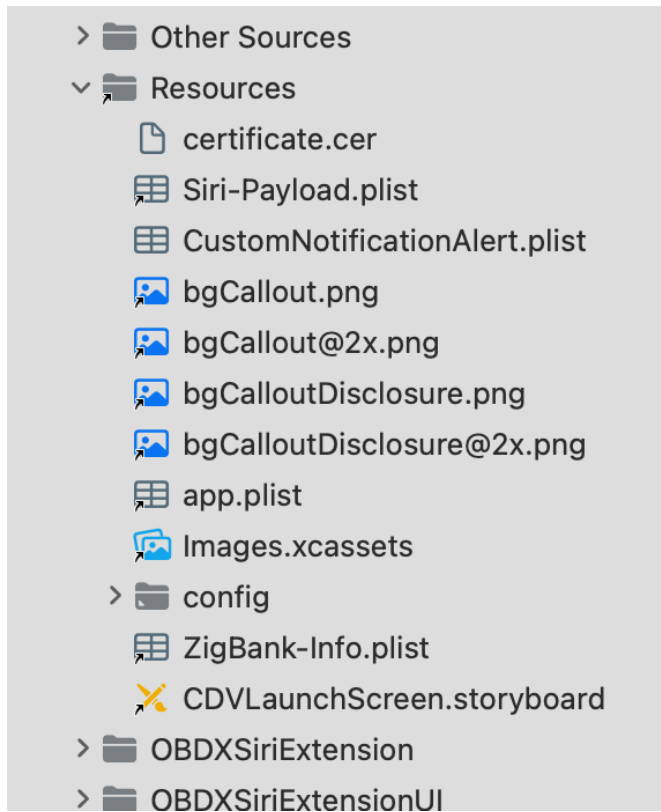 Other Sources
Resources
certificate.cer
Siri-Payload.plist
CustomNotificationAlert.plist
bgCallout.png
bgCallout@2x.png
bgCalloutDisclosure.png
bgCalloutDisclosure@2x.png
app.plist
Images.xcassets
config
ZigBank-Info.plist
CDVLaunchScreen.storyboard
OBDXSiriExtension
OBDXSiriExtensionUI